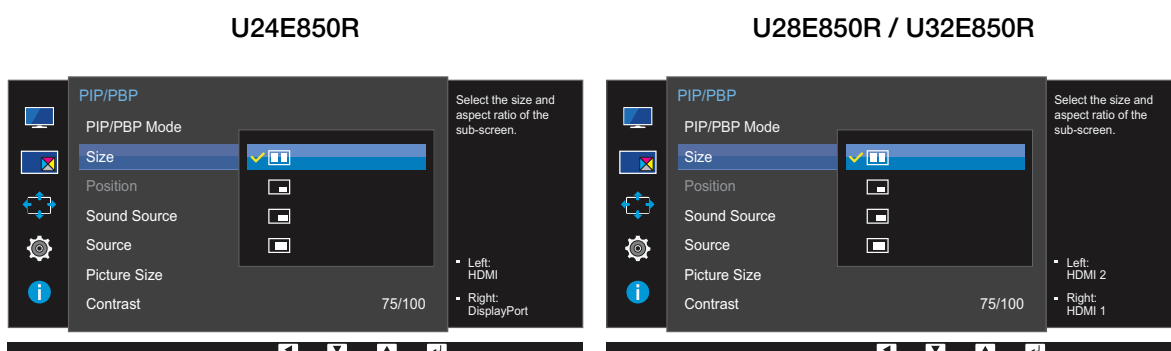 U24E850R
PIP/PBP
PIP/PBP Mode
Size
Position
Sound Source
Source
Picture Size
Contrast 75/100
Select the size and
aspect ratio of the
sub-screen.
Left:
HDMI
Right:
DisplayPort
U28E850R / U32E850R
PIP/PBP
PIP/PBP Mode
Size
Position
Sound Source
Source
Picture Size
Contrast 75/100
Select the size and
aspect ratio of the
sub-screen.
Left:
HDMI 2
Right:
HDMI 1